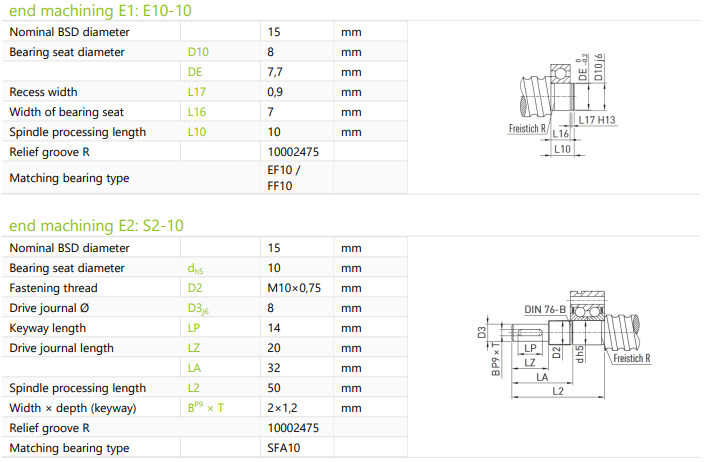 end machining E1: E10-10
Nominal BSD diameter 15 mm
Bearing seat diameter D10 8 mm
DE 7,7 mm
Recess width L17 0,9 mm
Width of bearing seat L16 7 mm
Spindle processing length L10 10 mm
Relief groove R 10002475
Matching bearing type EF10 /
FF10
DE 0 -0,2
D10 j6
Freistich R
L17 H13
L16
L10
end machining E2: S2-10
Nominal BSD diameter 15 mm
Bearing seat diameter dh5 10 mm
Fastening thread D2 M10×0,75 mm
Drive journal Ø D3j6 8 mm
Keyway length LP 14 mm
Drive journal length LZ 20 mm
LA 32 mm
Spindle processing length L2 50 mm
Width × depth (keyway) BP9 × T 2×1,2 mm
Relief groove R 10002475
Matching bearing type SFA10
DIN 76-B
D3
BP9 × T
LP
D2
dh5
Freistich R
LZ
LA
L2